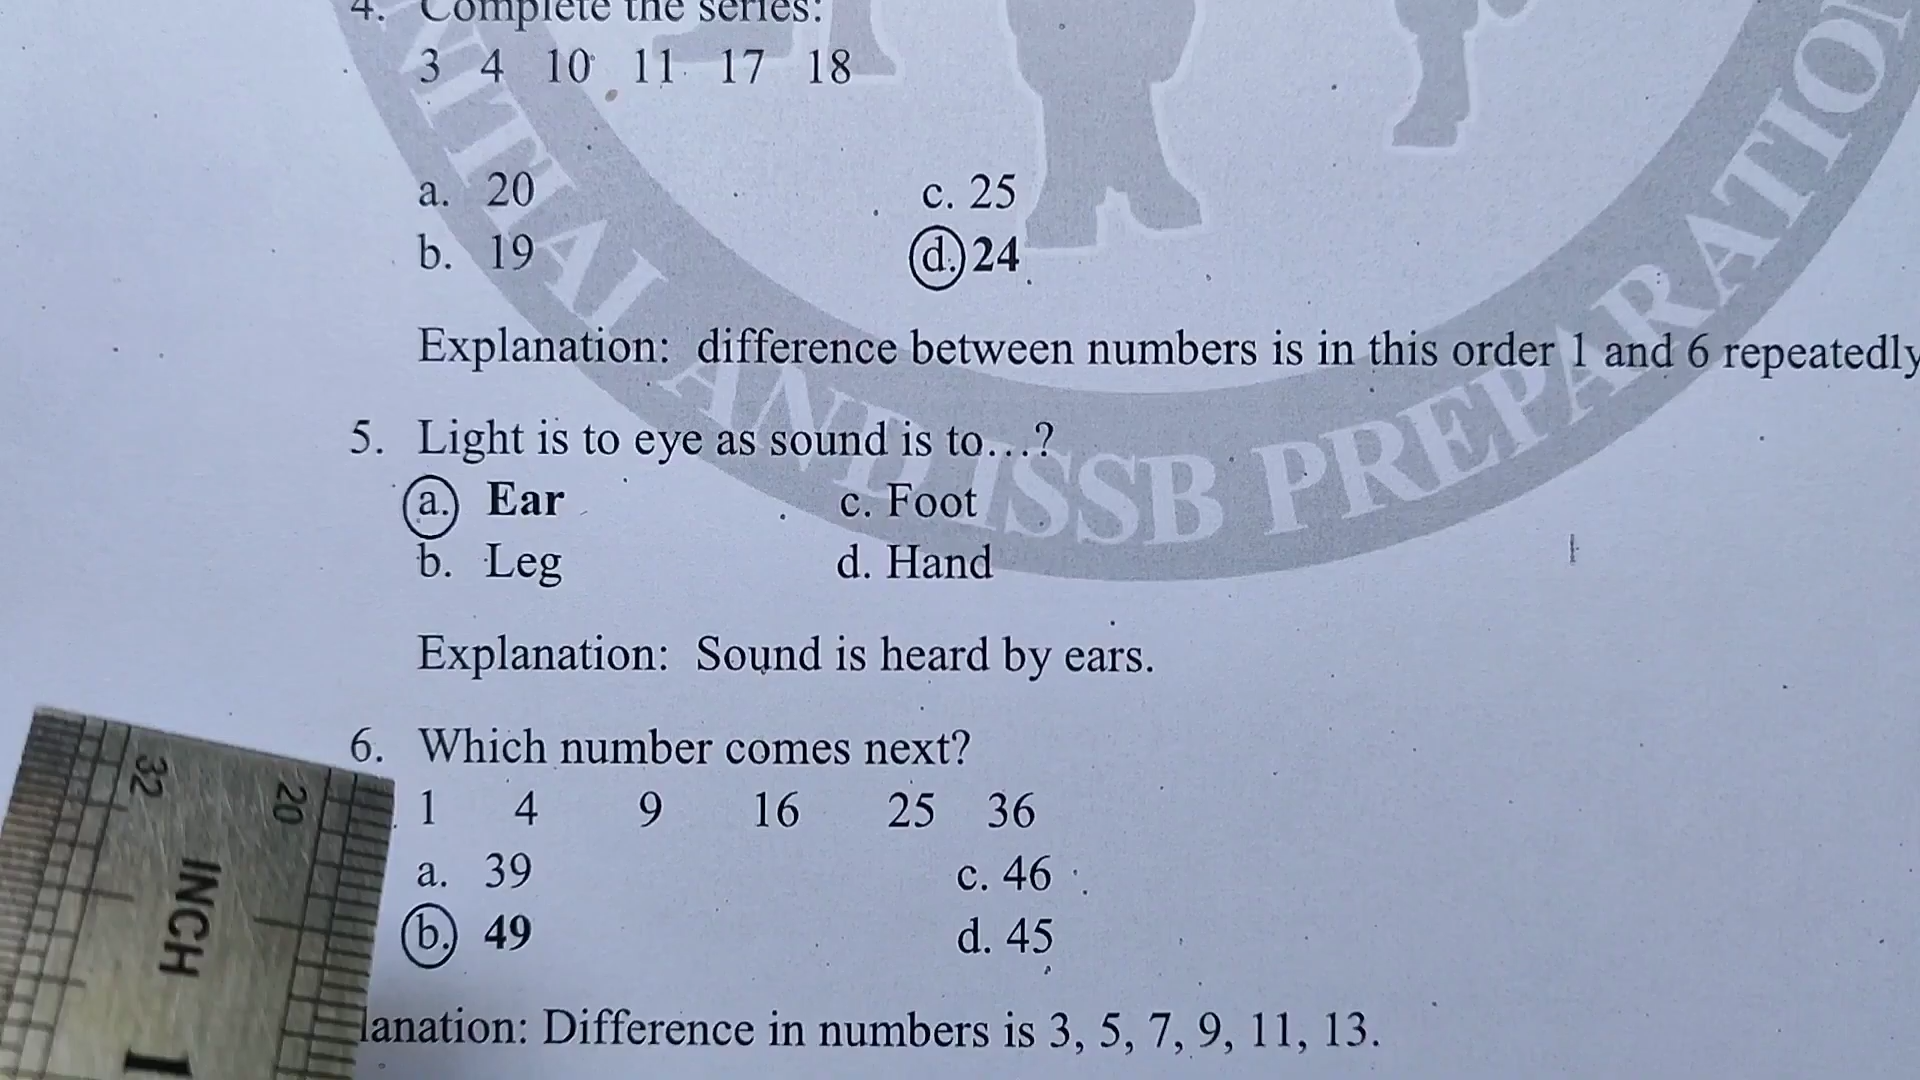 4. Complete the series:
3 4 10 11 17 18
a. 20 c. 25
b. 19 d. 24
Explanation: difference between numbers is in this order 1 and 6 repeatedly
5. Light is to eye as sound is to...?
a. Ear c. Foot
b. Leg d. Hand
Explanation: Sound is heard by ears.
6. Which number comes next?
1 4 9 16 25 36
a. 39 c. 46
b. 49 d. 45
lanation: Difference in numbers is 3, 5, 7, 9, 11, 13.
AND ISSB PREPARATION
32
20
INCH
1